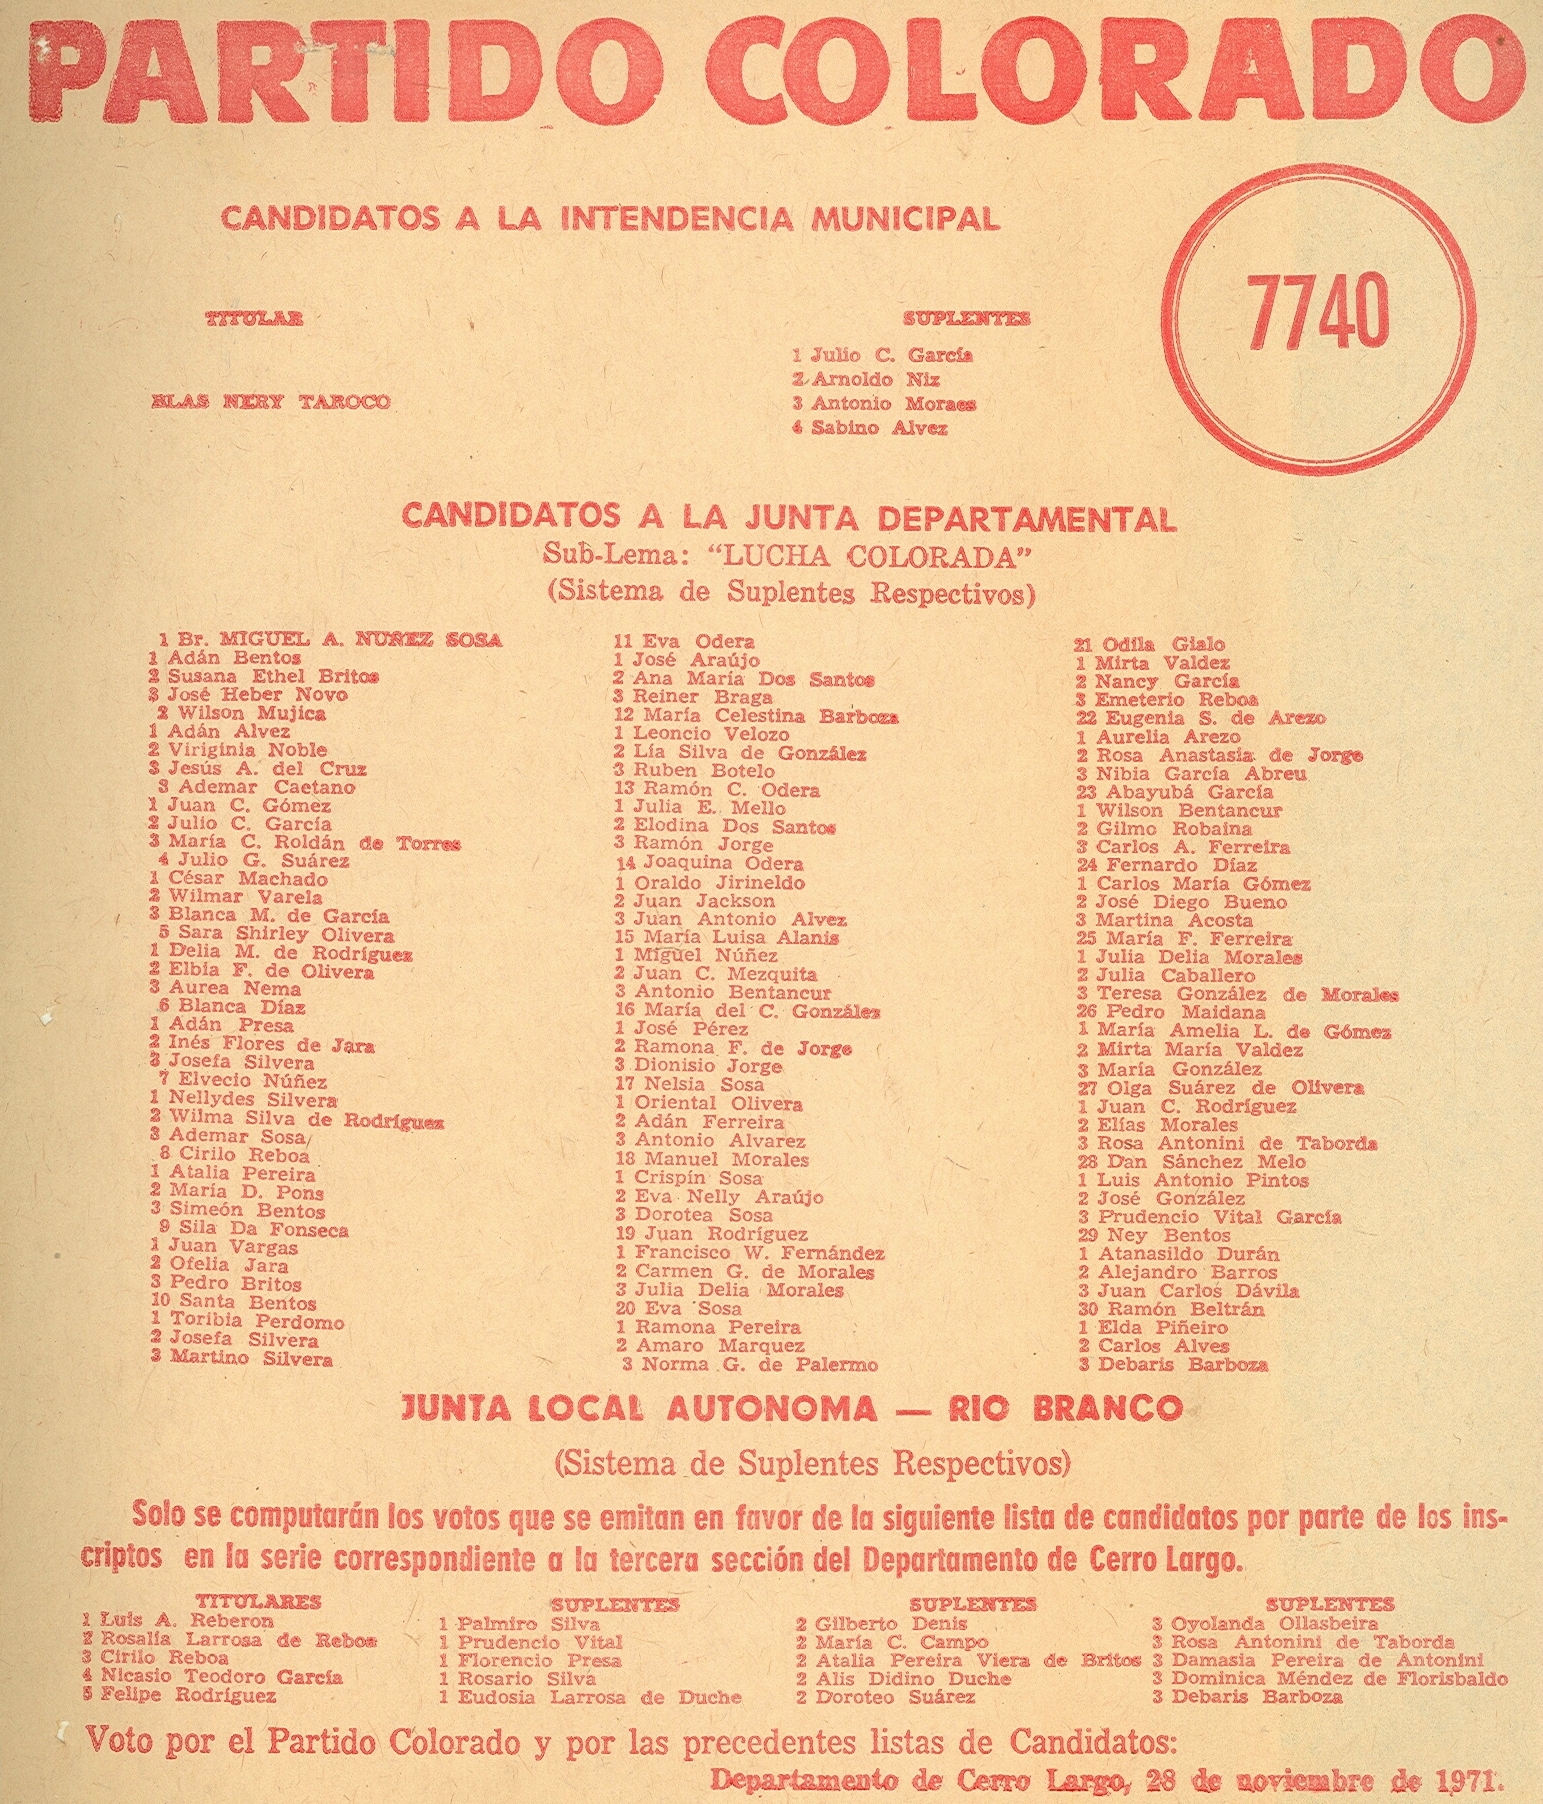 PARTIDO COLORADO
CANDIDATOS A LA INTENDENCIA MUNICIPAL
7740
TITULAR
BLAS NERY TAROCO
SUPLENTES
1 Julio C. García
2 Arnoldo Niz
3 Antonio Moraes
4 Sabino Alvez
CANDIDATOS A LA JUNTA DEPARTAMENTAL
Sub-Lema: "LUCHA COLORADA"
(Sistema de Suplentes Respectivos)
1 Br. MIGUEL A. NUÑEZ SOSA
1 Adán Bentos
2 Susana Ethel Britos
3 José Heber Novo
2 Wilson Mujica
1 Adán Alvez
2 Viriginia Noble
3 Jesús A. del Cruz
3 Ademar Caetano
1 Juan C. Gómez
2 Julio C. García
3 María C. Roldán de Torres
4 Julio G. Suárez
1 César Machado
2 Wilmar Varela
3 Blanca M. de García
5 Sara Shirley Olivera
1 Delia M. de Rodríguez
2 Elbia F. de Olivera
3 Aurea Nema
6 Blanca Díaz
1 Adán Presa
2 Inés Flores de Jara
3 Josefa Silvera
7 Elvecio Núñez
1 Nellydes Silvera
2 Wilma Silva de Rodríguez
3 Ademar Sosa
8 Cirilo Reboa
1 Atalia Pereira
2 María D. Pons
3 Simeón Bentos
9 Sila Da Fonseca
1 Juan Vargas
2 Ofelia Jara
3 Pedro Britos
10 Santa Bentos
1 Toribia Perdomo
2 Josefa Silvera
3 Martino Silvera
11 Eva Odera
1 José Araújo
2 Ana María Dos Santos
3 Reiner Braga
12 María Celestina Barboza
1 Leoncio Velozo
2 Lía Silva de González
3 Ruben Botelo
13 Ramón C. Odera
1 Julia E. Mello
2 Elodina Dos Santos
3 Ramón Jorge
14 Joaquina Odera
1 Oraldo Jirineldo
2 Juan Jackson
3 Juan Antonio Alvez
15 María Luisa Alanis
1 Miguel Núñez
2 Juan C. Mezquita
3 Antonio Bentancur
16 María del C. González
1 José Pérez
2 Ramona F. de Jorge
3 Dionisio Jorge
17 Nelsia Sosa
1 Oriental Olivera
2 Adán Ferreira
3 Antonio Alvarez
18 Manuel Morales
1 Crispín Sosa
2 Eva Nelly Araújo
3 Dorotea Sosa
19 Juan Rodríguez
1 Francisco W. Fernández
2 Carmen G. de Morales
3 Julia Delia Morales
20 Eva Sosa
1 Ramona Pereira
2 Amaro Marquez
3 Norma G. de Palermo
21 Odila Gialo
1 Mirta Valdez
2 Nancy García
3 Emeterio Reboa
22 Eugenia S. de Arezo
1 Aurelia Arezo
2 Rosa Anastasia de Jorge
3 Nibia García Abreu
23 Abayubá García
1 Wilson Bentancur
2 Gilmo Robaina
3 Carlos A. Ferreira
24 Fernardo Díaz
1 Carlos María Gómez
2 José Diego Bueno
3 Martina Acosta
25 María F. Ferreira
1 Julia Delia Morales
2 Julia Caballero
3 Teresa González de Morales
26 Pedro Maidana
1 María Amelia L. de Gómez
2 Mirta María Valdez
3 María González
27 Olga Suárez de Olivera
1 Juan C. Rodríguez
2 Elías Morales
3 Rosa Antonini de Taborda
28 Dan Sánchez Melo
1 Luis Antonio Pintos
2 José González
3 Prudencio Vital García
29 Ney Bentos
1 Atanasildo Durán
2 Alejandro Barros
3 Juan Carlos Dávila
30 Ramón Beltrán
1 Elda Piñeiro
2 Carlos Alves
3 Debaris Barboza
JUNTA LOCAL AUTONOMA — RIO BRANCO
(Sistema de Suplentes Respectivos)
Solo se computarán los votos que se emitan en favor de la siguiente lista de candidatos por parte de los ins-
criptos en la serie correspondiente a la tercera sección del Departamento de Cerro Largo.
TITULARES
1 Luis A. Reberon
2 Rosalía Larrosa de Reboa
3 Cirilo Reboa
4 Nicasio Teodoro García
5 Felipe Rodríguez
SUPLENTES
1 Palmiro Silva
1 Prudencio Vital
1 Florencio Presa
1 Rosario Silva
1 Eudosia Larrosa de Duche
SUPLENTES
2 Gilberto Denis
2 María C. Campo
2 Atalia Pereira Viera de Britos
2 Alis Didino Duche
2 Doroteo Suárez
SUPLENTES
3 Oyolanda Ollasbeira
3 Rosa Antonini de Taborda
3 Damasia Pereira de Antonini
3 Dominica Méndez de Florisbaldo
3 Debaris Barboza
Voto por el Partido Colorado y por las precedentes listas de Candidatos:
Departamento de Cerro Largo, 28 de noviembre de 1971.